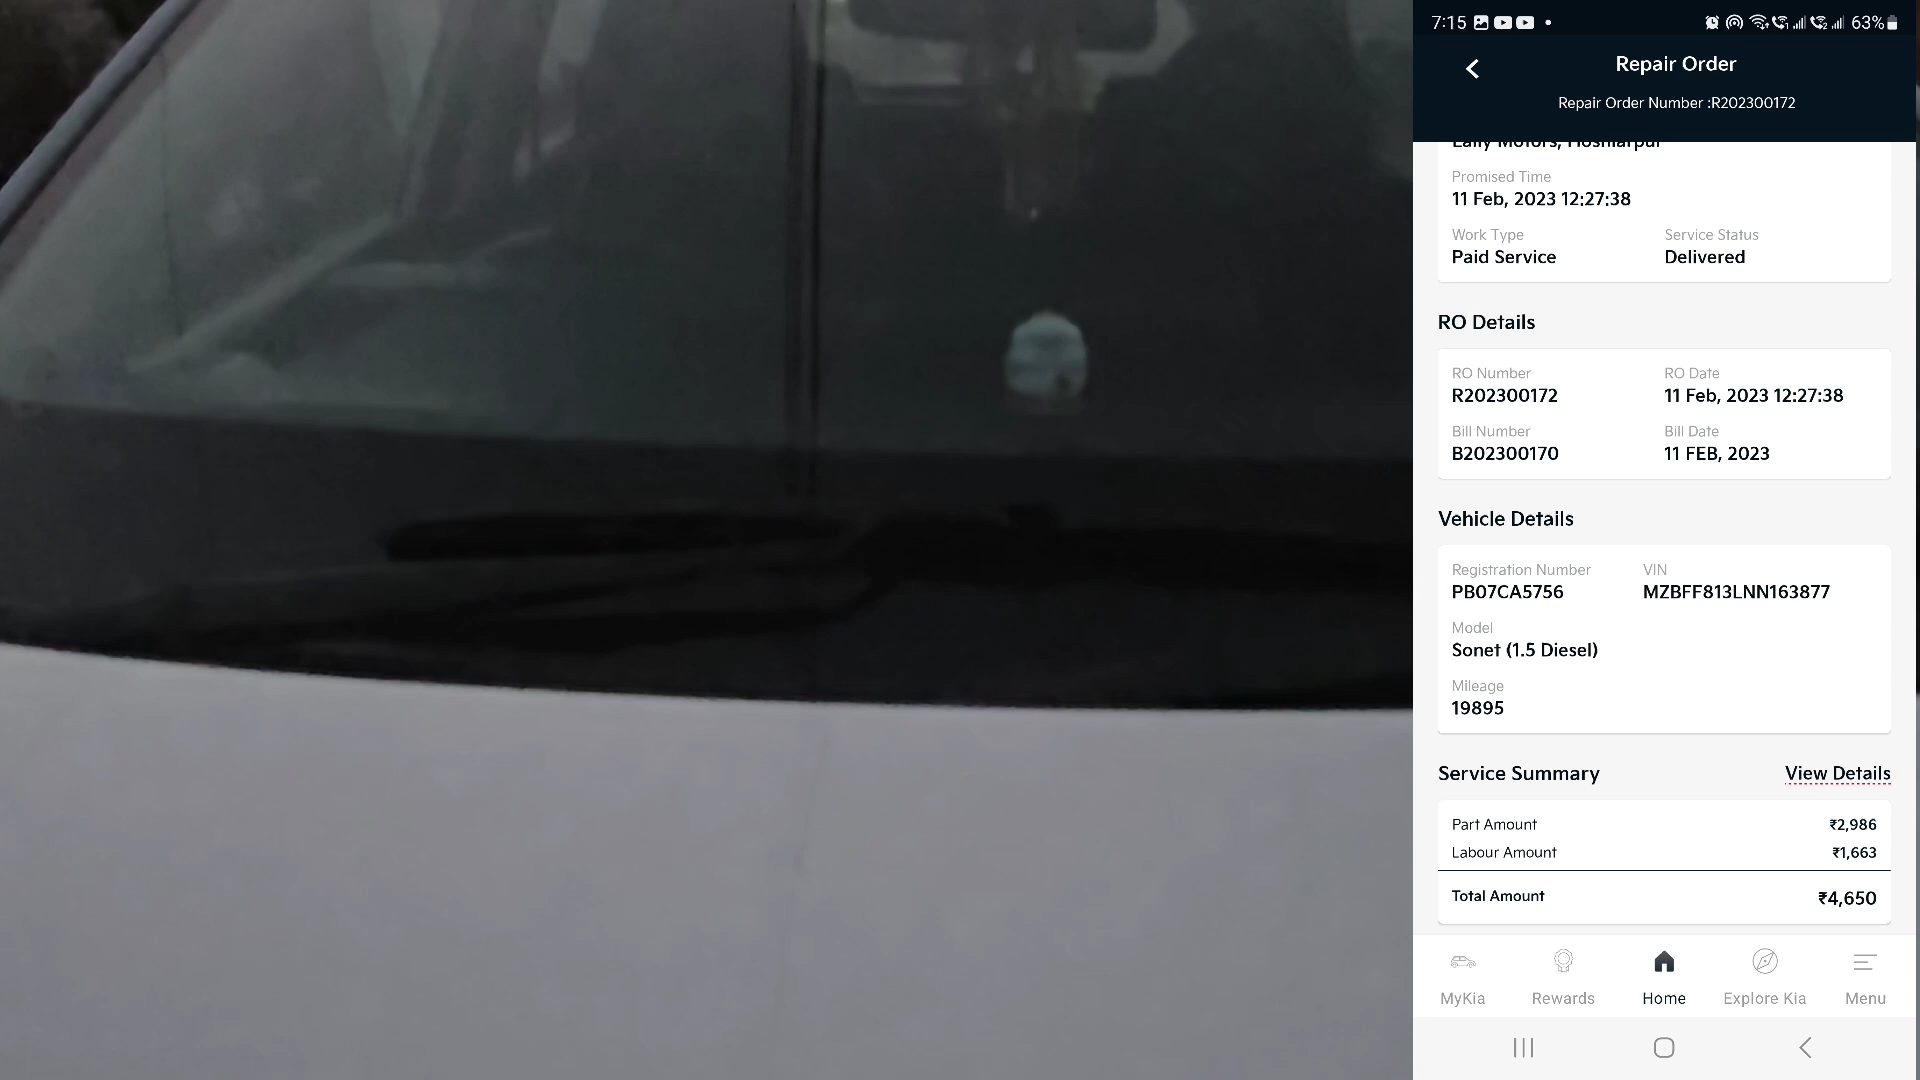 7:15
63%
Repair Order
Repair Order Number :R202300172
Lally Motors, Hoshiarpur
Promised Time
11 Feb, 2023 12:27:38
Work Type Service Status
Paid Service Delivered
RO Details
RO Number RO Date
R202300172 11 Feb, 2023 12:27:38
Bill Number Bill Date
B202300170 11 FEB, 2023
Vehicle Details
Registration Number VIN
PB07CA5756 MZBFF813LNN163877
Model
Sonet (1.5 Diesel)
Mileage
19895
Service Summary View Details
Part Amount ₹2,986
Labour Amount ₹1,663
Total Amount ₹4,650
MyKia Rewards Home Explore Kia Menu